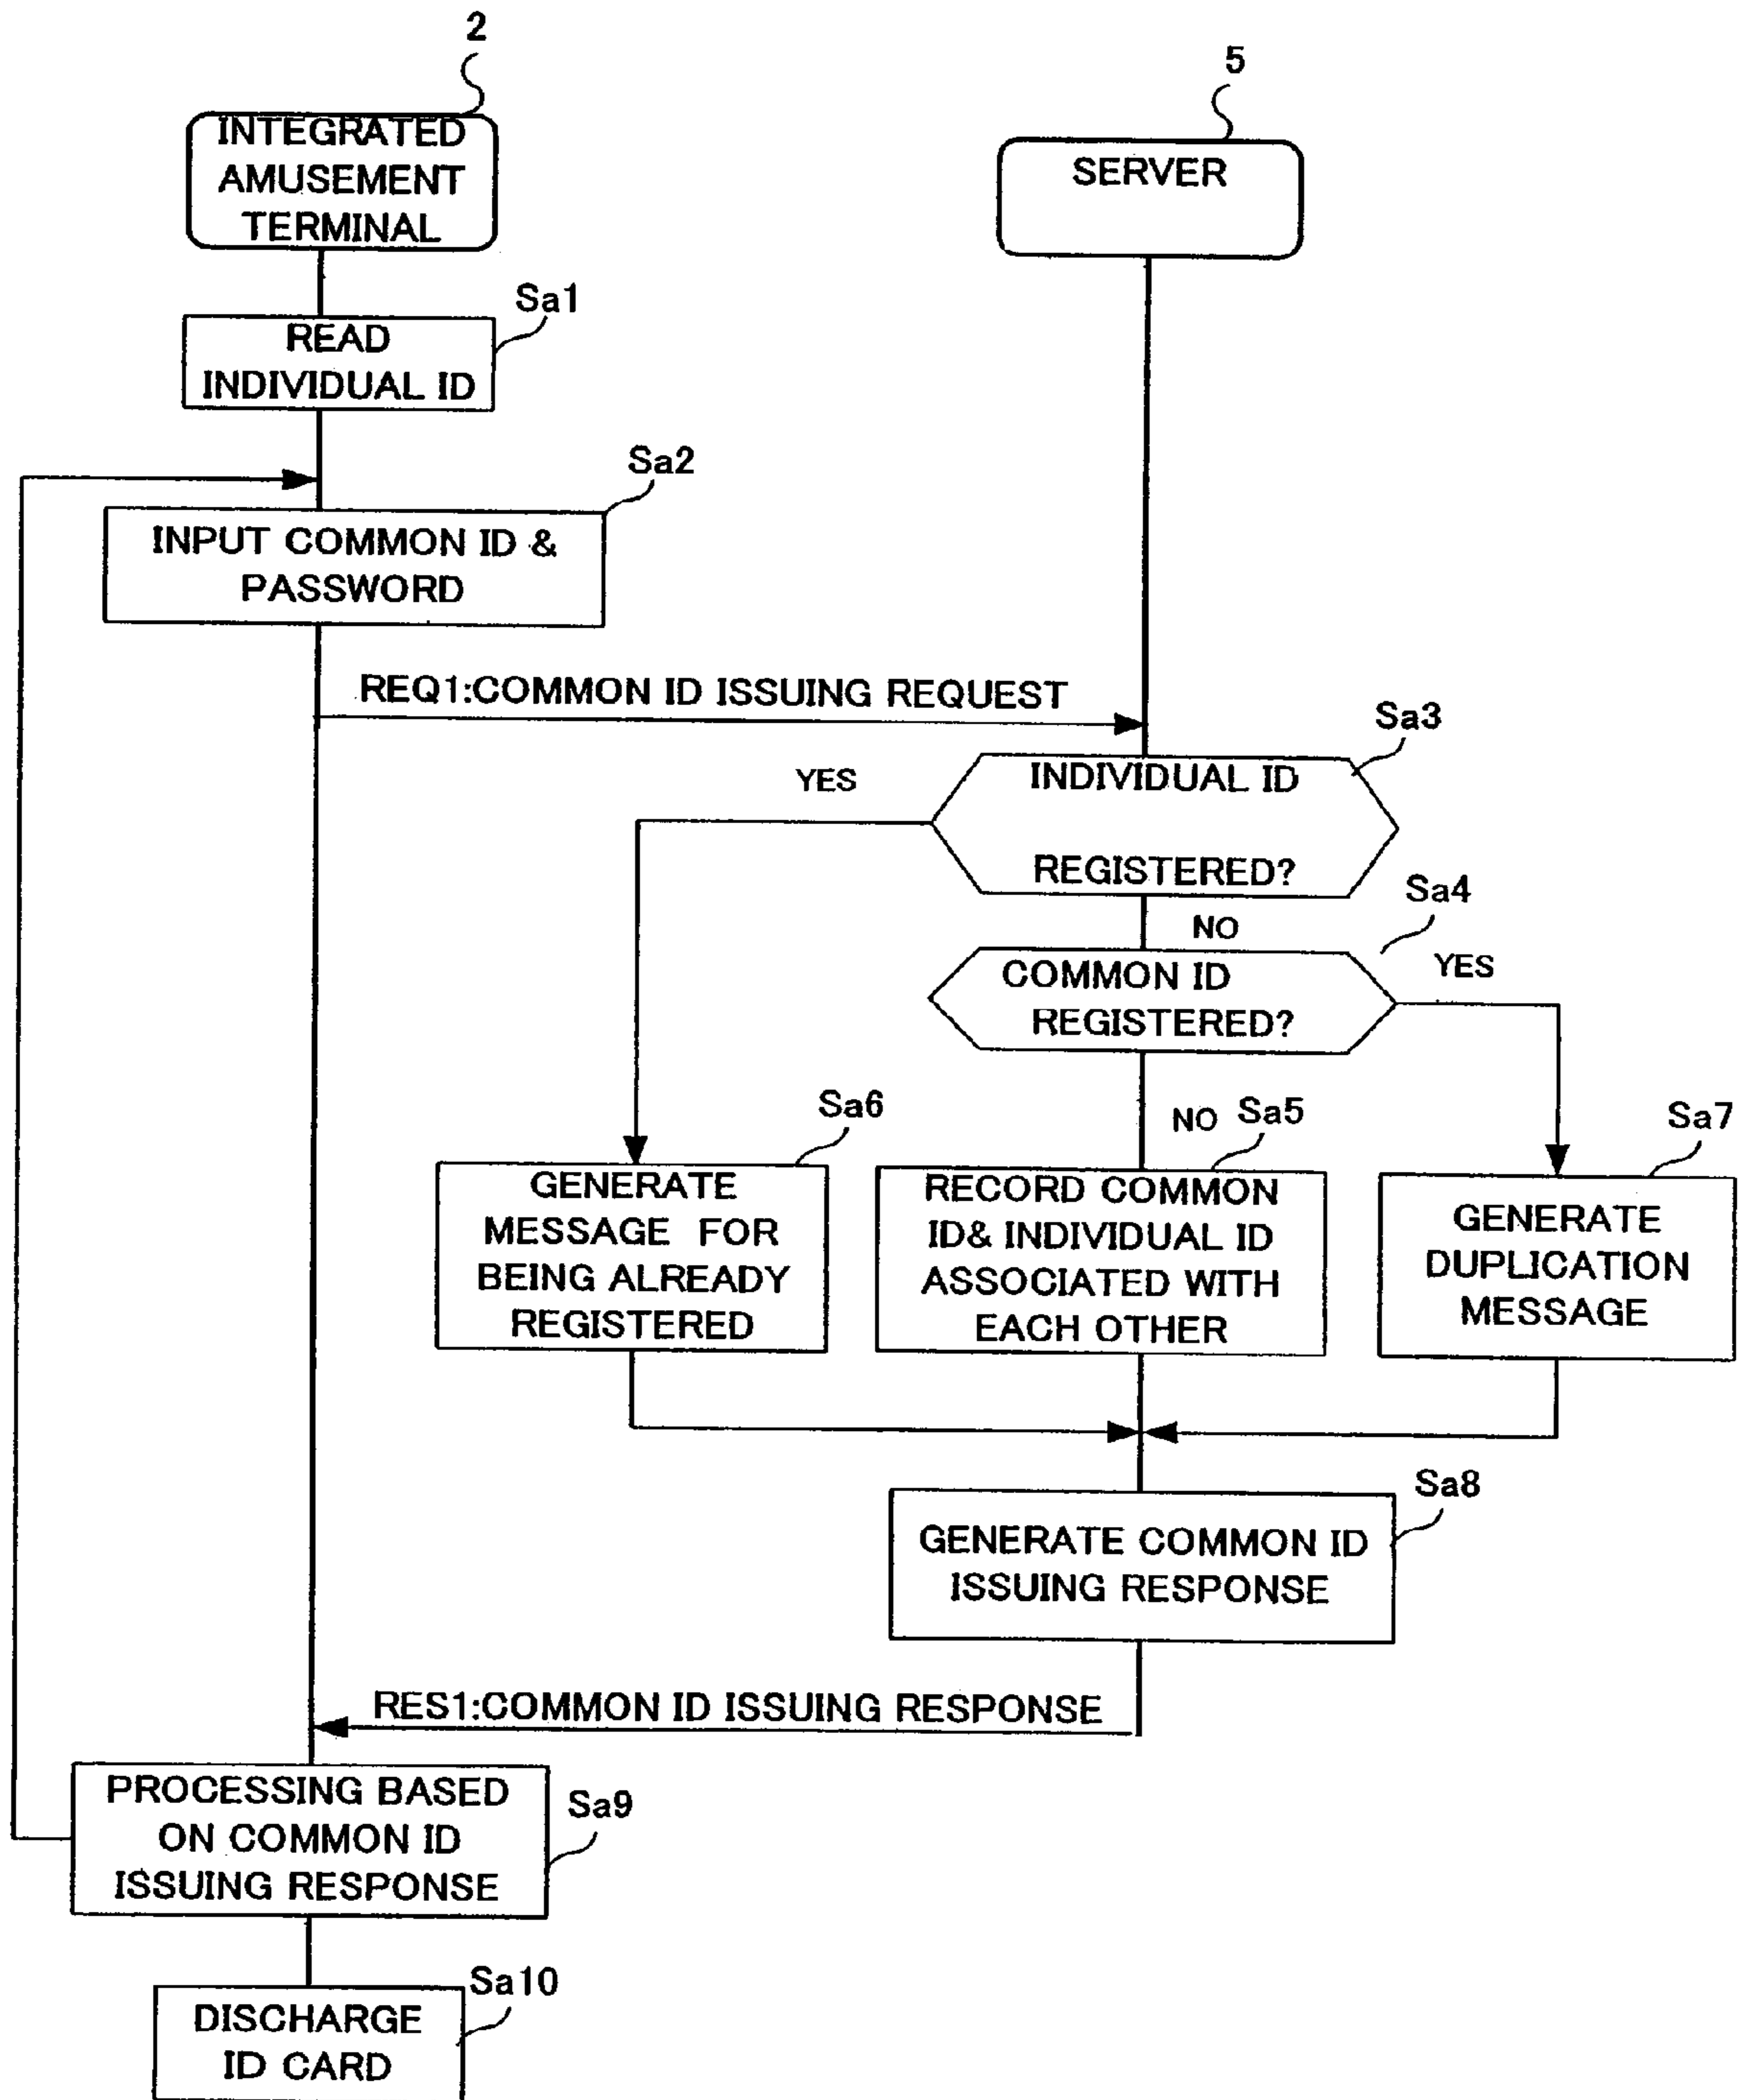 2
5
INTEGRATED
AMUSEMENT
TERMINAL
SERVER
Sa1
READ
INDIVIDUAL ID
Sa2
INPUT COMMON ID &
PASSWORD
REQ1:COMMON ID ISSUING REQUEST
Sa3
YES
INDIVIDUAL ID
REGISTERED?
Sa4
NO
YES
COMMON ID
REGISTERED?
Sa6
NO
Sa5
Sa7
GENERATE
MESSAGE FOR
BEING ALREADY
REGISTERED
RECORD COMMON
ID& INDIVIDUAL ID
ASSOCIATED WITH
EACH OTHER
GENERATE
DUPLICATION
MESSAGE
Sa8
GENERATE COMMON ID
ISSUING RESPONSE
RES1:COMMON ID ISSUING RESPONSE
PROCESSING BASED
ON COMMON ID
ISSUING RESPONSE
Sa9
Sa10
DISCHARGE
ID CARD